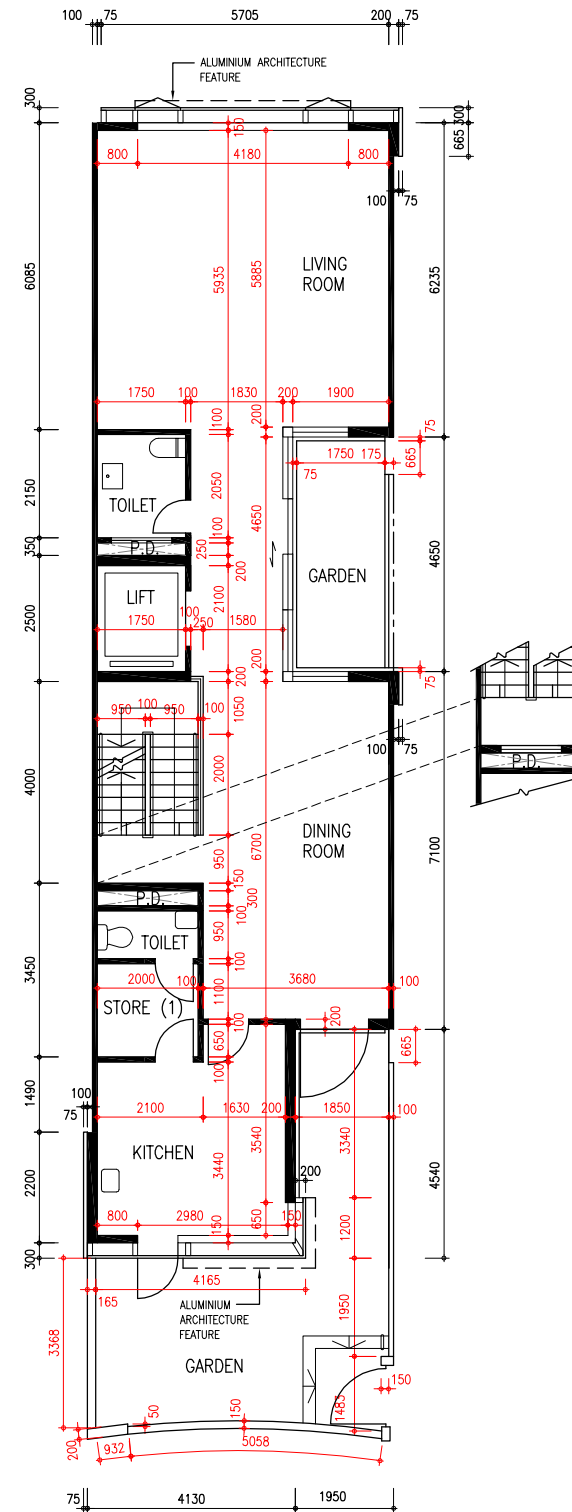 100 75 5705 200 75
ALUMINIUM ARCHITECTURE
FEATURE
300
150
300
665
800 4180 800
100 75
6085
5935
5885
LIVING
ROOM
6235
1750 100 1830 200 1900
100
200
75
2150
TOILET
2050
4650
75
1750 175
665
350
P.D.
100
250
GARDEN
4650
2500
LIFT
200
2100
1750
100
250 1580
200
200
75
950 100 950 100
1050
100 75
4000
2000
P.D.
DINING
ROOM
6700
7100
950
150
P.D.
300
100
3450
TOILET
950
100
2000 100 3680 100
STORE (1)
1100
200
100
650
665
100
1490
100
75
2100 1630 200 1850 100
KITCHEN
3440
3540
3340
4540
2200
200
800 2980 150
650
150
1200
300
4165
165
ALUMINIUM
ARCHITECTURE
FEATURE
1950
3368
GARDEN
150
1483
50
150
200
932
5058
75 4130 1950